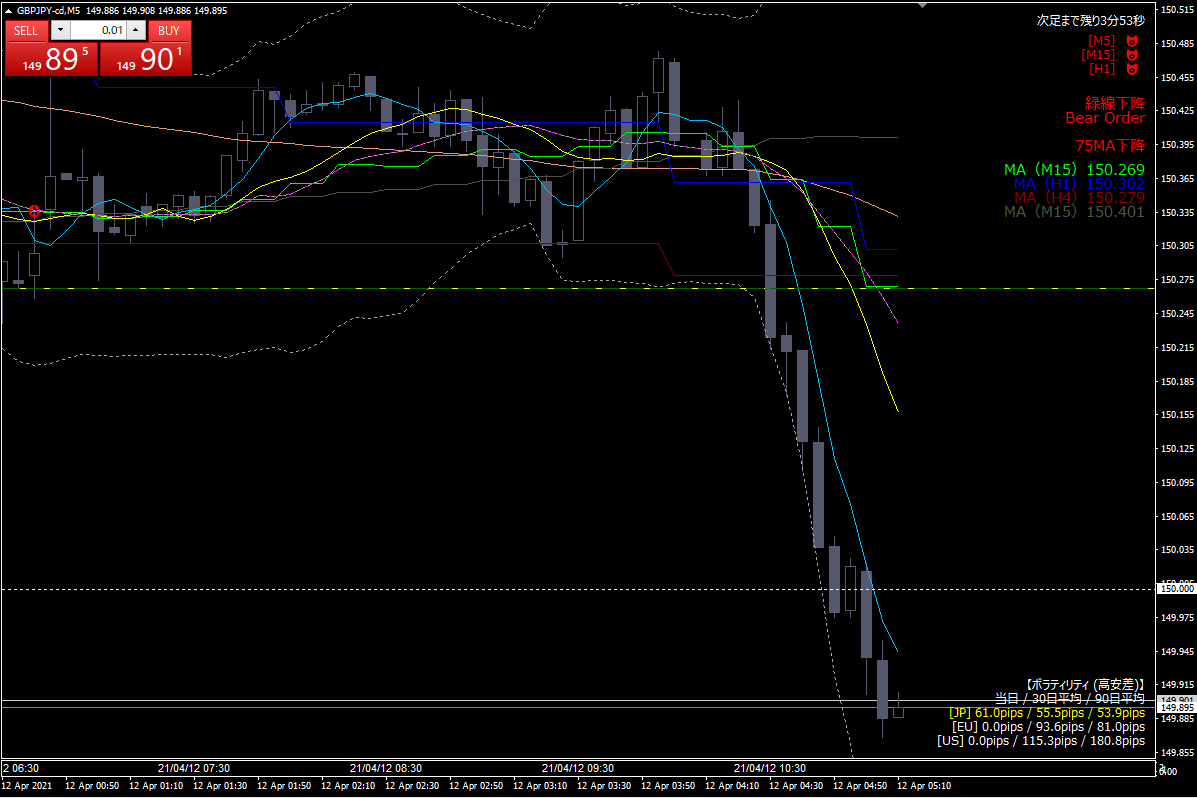 GBPJPY-cd,M5 149.886 149.908 149.886 149.895
SELL 0.01 BUY
149 89 5 149 90 1
次足まで残り3分53秒
[M5]
[M15]
[H1]
緑線下降
Bear Order
75MA下降
MA（M15）150.269
MA（H1）150.302
MA（H4）150.279
MA（M15）150.401
【ボラティリティ(高安差)】
当日 / 30日平均 / 90日平均
[JP] 61.0pips / 55.5pips / 53.9pips
[EU] 0.0pips / 93.6pips / 81.0pips
[US] 0.0pips / 115.3pips / 180.8pips
150.515
150.485
150.455
150.425
150.395
150.365
150.335
150.305
150.275
150.245
150.215
150.185
150.155
150.125
150.095
150.065
150.035
150.000
149.975
149.945
149.915
149.901
149.895
149.885
149.855
2 06:30 21/04/12 07:30 21/04/12 08:30 21/04/12 09:30 21/04/12 10:30
12 Apr 2021 12 Apr 00:50 12 Apr 01:10 12 Apr 01:30 12 Apr 01:50 12 Apr 02:10 12 Apr 02:30 12 Apr 02:50 12 Apr 03:10 12 Apr 03:30 12 Apr 03:50 12 Apr 04:10 12 Apr 04:30 12 Apr 04:50 12 Apr 05:10